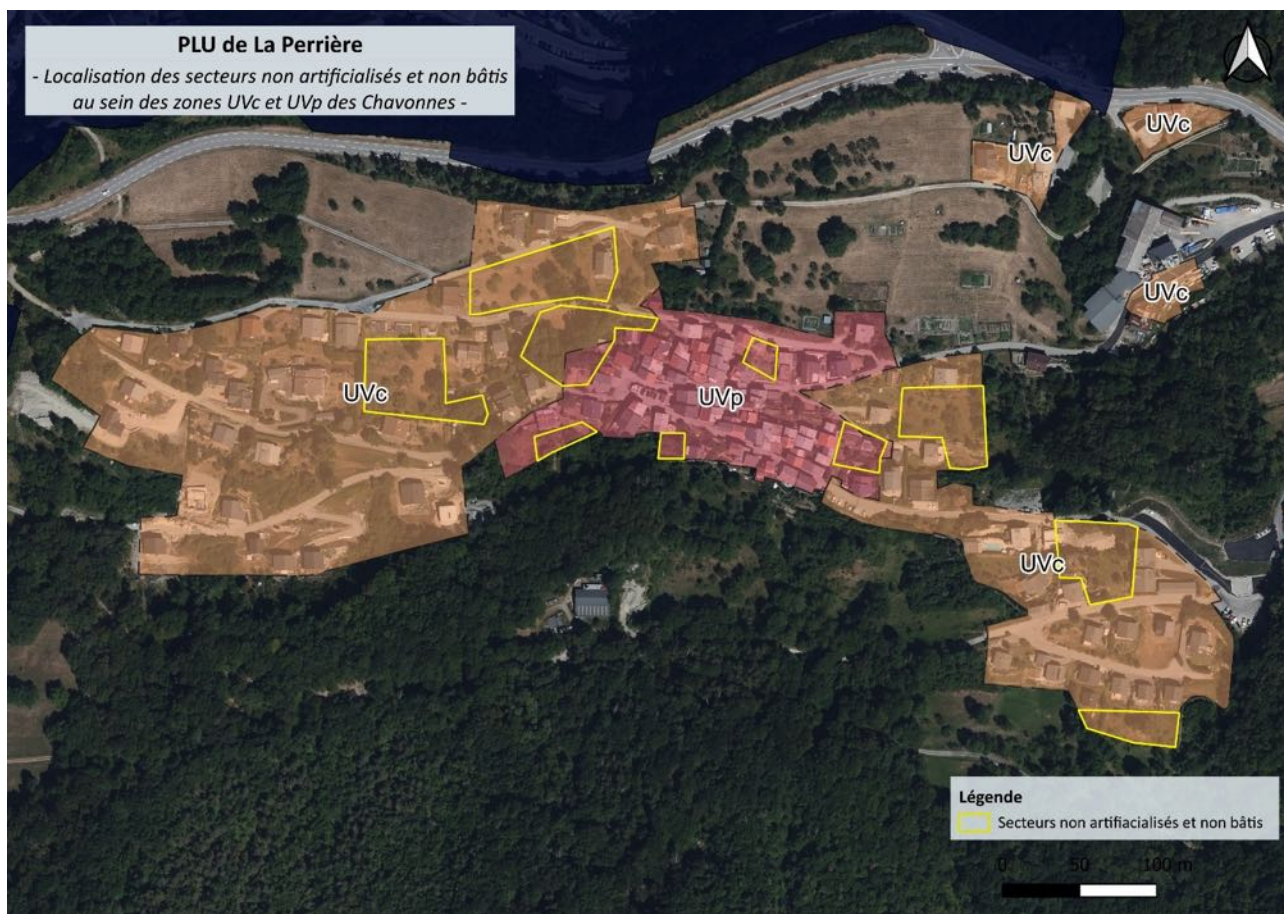 PLU de La Perrière
- Localisation des secteurs non artificialisés et non bâtis
au sein des zones UVc et UVp des Chavonnes -
UVc
UVc
UVc
UVc
UVp
UVc
Légende
Secteurs non artifiacialisés et non bâtis
0 50 100 m